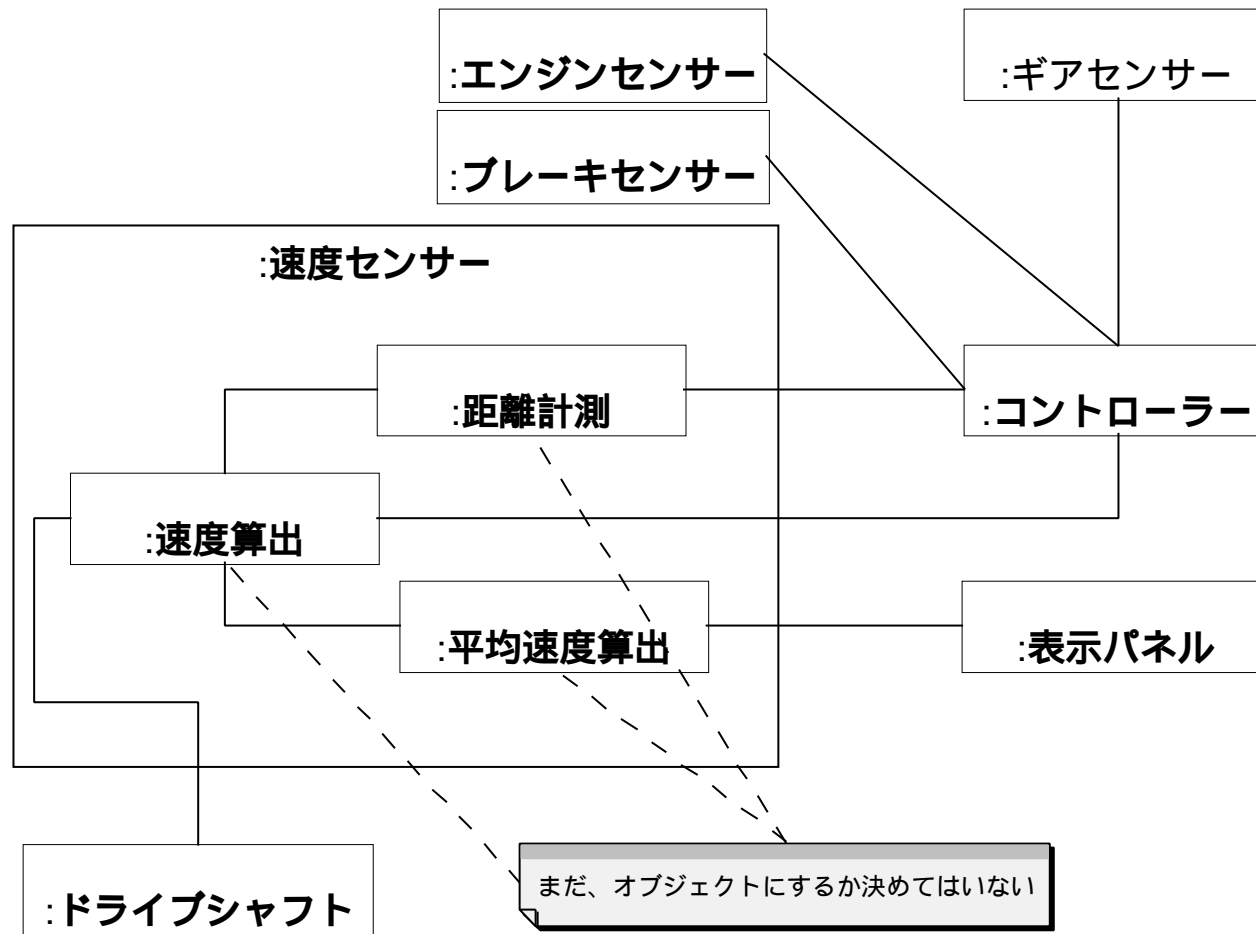 :エンジンセンサー
:ギアセンサー
:ブレーキセンサー
:速度センサー
:距離計測
:コントローラー
:速度算出
:平均速度算出
:表示パネル
:ドライブシャフト
まだ、オブジェクトにするか決めてはいない